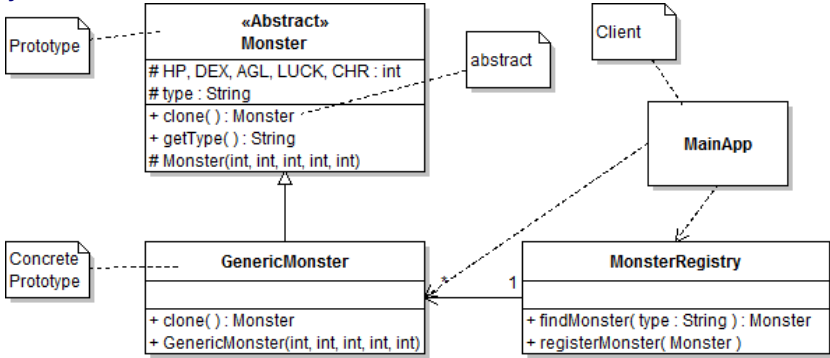 Prototype
«Abstract»
Monster
# HP, DEX, AGL, LUCK, CHR : int
# type : String
+ clone( ) : Monster
+ getType( ) : String
# Monster(int, int, int, int, int)
abstract
Client
MainApp
Concrete
Prototype
GenericMonster
+ clone( ) : Monster
+ GenericMonster(int, int, int, int, int)
*
1
MonsterRegistry
+ findMonster( type : String ) : Monster
+ registerMonster( Monster )